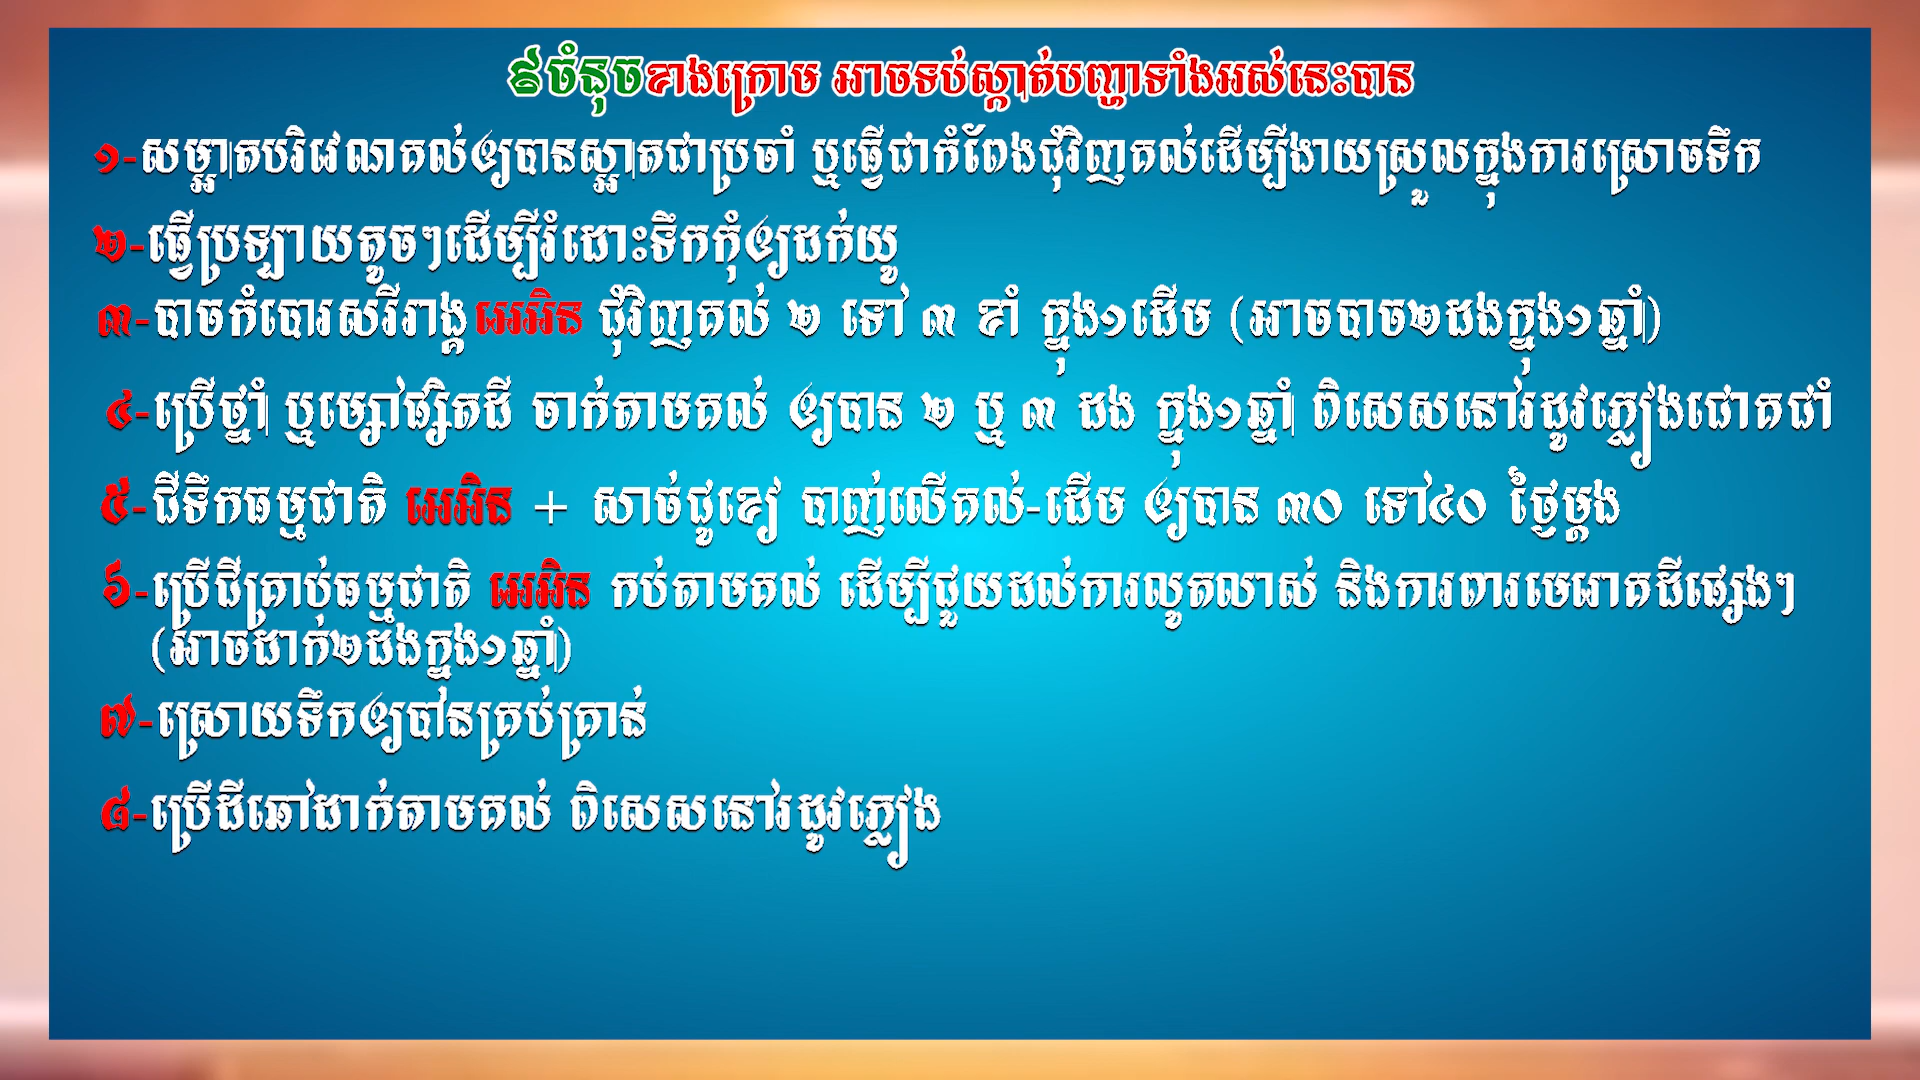 ៩ចំនុចខាងក្រោម អាចទប់ស្កាត់បញ្ហាទាំងអស់នេះបាន
១-សម្អាតបរិវេណគល់ឲ្យបានស្អាតជាប្រចាំ ឬធ្វើជាកំពែងជុំវិញគល់ដើម្បីងាយស្រួលក្នុងការស្រោចទឹក
២-ធ្វើប្រឡាយតូចៗដើម្បីរំដោះទឹកកុំឲ្យដក់យូ
៣-បាចកំបោរសរីរាង្គអេអិន ជុំវិញគល់ ២ ទៅ ៣ ខាំ ក្នុង១ដើម (អាចបាច២ដងក្នុង១ឆ្នាំ)
៤-ប្រើថ្នាំ ឬម្សៅផ្សិតដី ចាក់តាមគល់ ឲ្យបាន ២ ឬ ៣ ដង ក្នុង១ឆ្នាំ ពិសេសនៅរដូវភ្លៀងជោគជាំ
៥-ជីទឹកធម្មជាតិ អេអិន + សាច់ជូខៀ បាញ់លើគល់-ដើម ឲ្យបាន ៣០ ទៅ៤០ ថ្ងៃម្តង
៦-ប្រើជីគ្រាប់ធម្មជាតិ អេអិន កប់តាមគល់ ដើម្បីជួយដល់ការលូតលាស់ និងការពារមេរោគដីផ្សេងៗ
(អាចដាក់២ដងក្នុង១ឆ្នាំ)
៧-ស្រោយទឹកឲ្យបៅនគ្រប់គ្រាន់
៨-ប្រើដីឆៅដាក់តាមគល់ ពិសេសនៅរដូវភ្លៀង